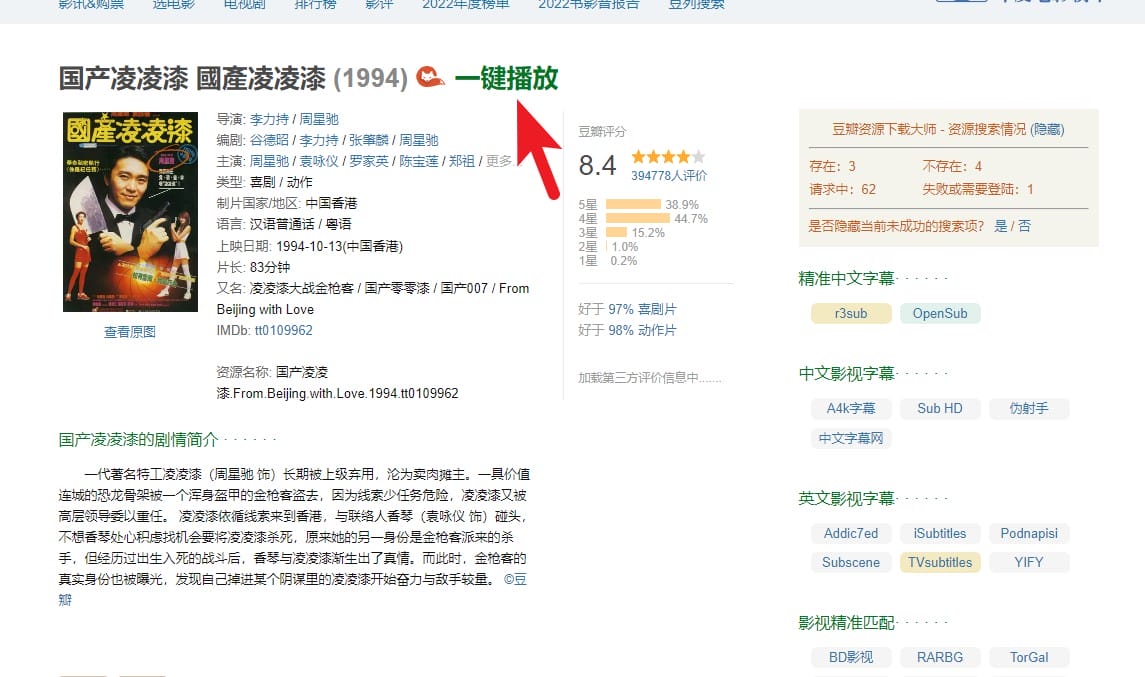 影讯&购票 选电影 电视剧 排行榜 影评 2022年度榜单 2022书影音报告 豆列搜索
国产凌凌漆 國產凌凌漆 (1994) 一键播放
國產凌凌漆
查看原图
导演: 李力持 / 周星驰
编剧: 谷德昭 / 李力持 / 张肇麟 / 周星驰
主演: 周星驰 / 袁咏仪 / 罗家英 / 陈宝莲 / 郑祖 / 更多.
类型: 喜剧 / 动作
制片国家/地区: 中国香港
语言: 汉语普通话 / 粤语
上映日期: 1994-10-13(中国香港)
片长: 83分钟
又名: 凌凌漆大战金枪客 / 国产零零漆 / 国产007 / From
Beijing with Love
IMDb: tt0109962
资源名称: 国产凌凌
漆.From.Beijing.with.Love.1994.tt0109962
豆瓣评分
8.4
394778人评价
5星 38.9%
4星 44.7%
3星 15.2%
2星 1.0%
1星 0.2%
好于 97% 喜剧片
好于 98% 动作片
加载第三方评价信息中.......
国产凌凌漆的剧情简介 · · · · · ·
一代著名特工凌凌漆（周星驰 饰）长期被上级弃用，沦为卖肉摊主。一具价值
连城的恐龙骨架被一个浑身盔甲的金枪客盗去，因为线索少任务危险，凌凌漆又被
高层领导委以重任。 凌凌漆依循线索来到香港，与联络人香琴（袁咏仪 饰）碰头，
不想香琴处心积虑找机会要将凌凌漆杀死，原来她的另一身份是金枪客派来的杀
手，但经历过出生入死的战斗后，香琴与凌凌漆渐生出了真情。而此时，金枪客的
真实身份也被曝光，发现自己掉进某个阴谋里的凌凌漆开始奋力与敌手较量。 ©豆
瓣
豆瓣资源下载大师 - 资源搜索情况 (隐藏)
存在： 3 不存在： 4
请求中： 62 失败或需要登陆： 1
是否隐藏当前未成功的搜索项？ 是 / 否
精准中文字幕· · · · · ·
r3sub OpenSub
中文影视字幕· · · · · ·
A4k字幕 Sub HD 伪射手
中文字幕网
英文影视字幕· · · · · ·
Addic7ed iSubtitles Podnapisi
Subscene TVsubtitles YIFY
影视精准匹配· · · · · ·
BD影视 RARBG TorGal